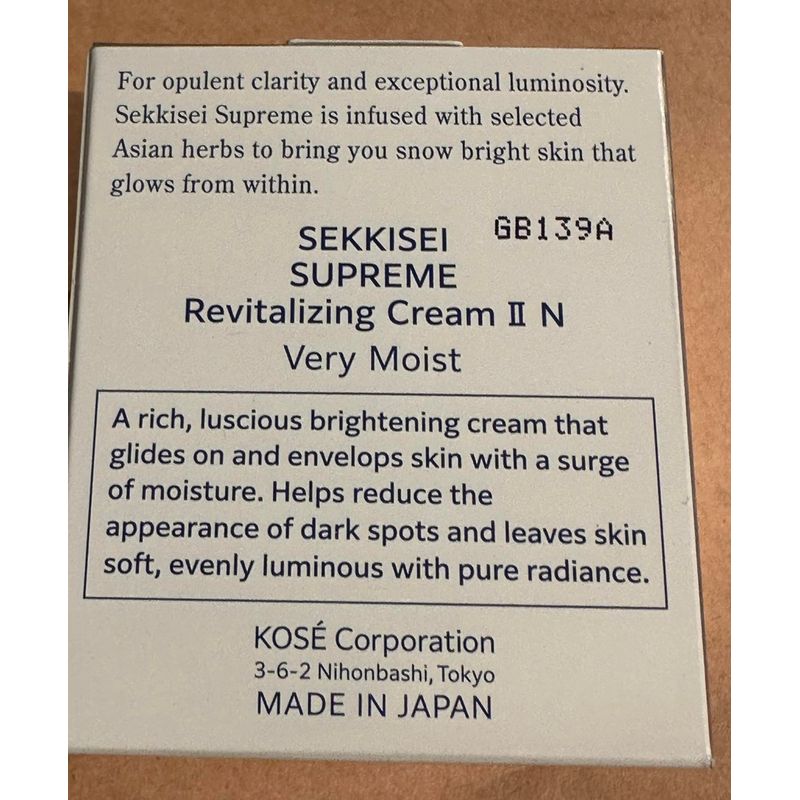 For opulent clarity and exceptional luminosity.
Sekkisei Supreme is infused with selected
Asian herbs to bring you snow bright skin that
glows from within.
GB139A
SEKKISEI
SUPREME
Revitalizing Cream Ⅱ N
Very Moist
A rich, luscious brightening cream that
glides on and envelops skin with a surge
of moisture. Helps reduce the
appearance of dark spots and leaves skin
soft, evenly luminous with pure radiance.
KOSÉ Corporation
3-6-2 Nihonbashi, Tokyo
MADE IN JAPAN